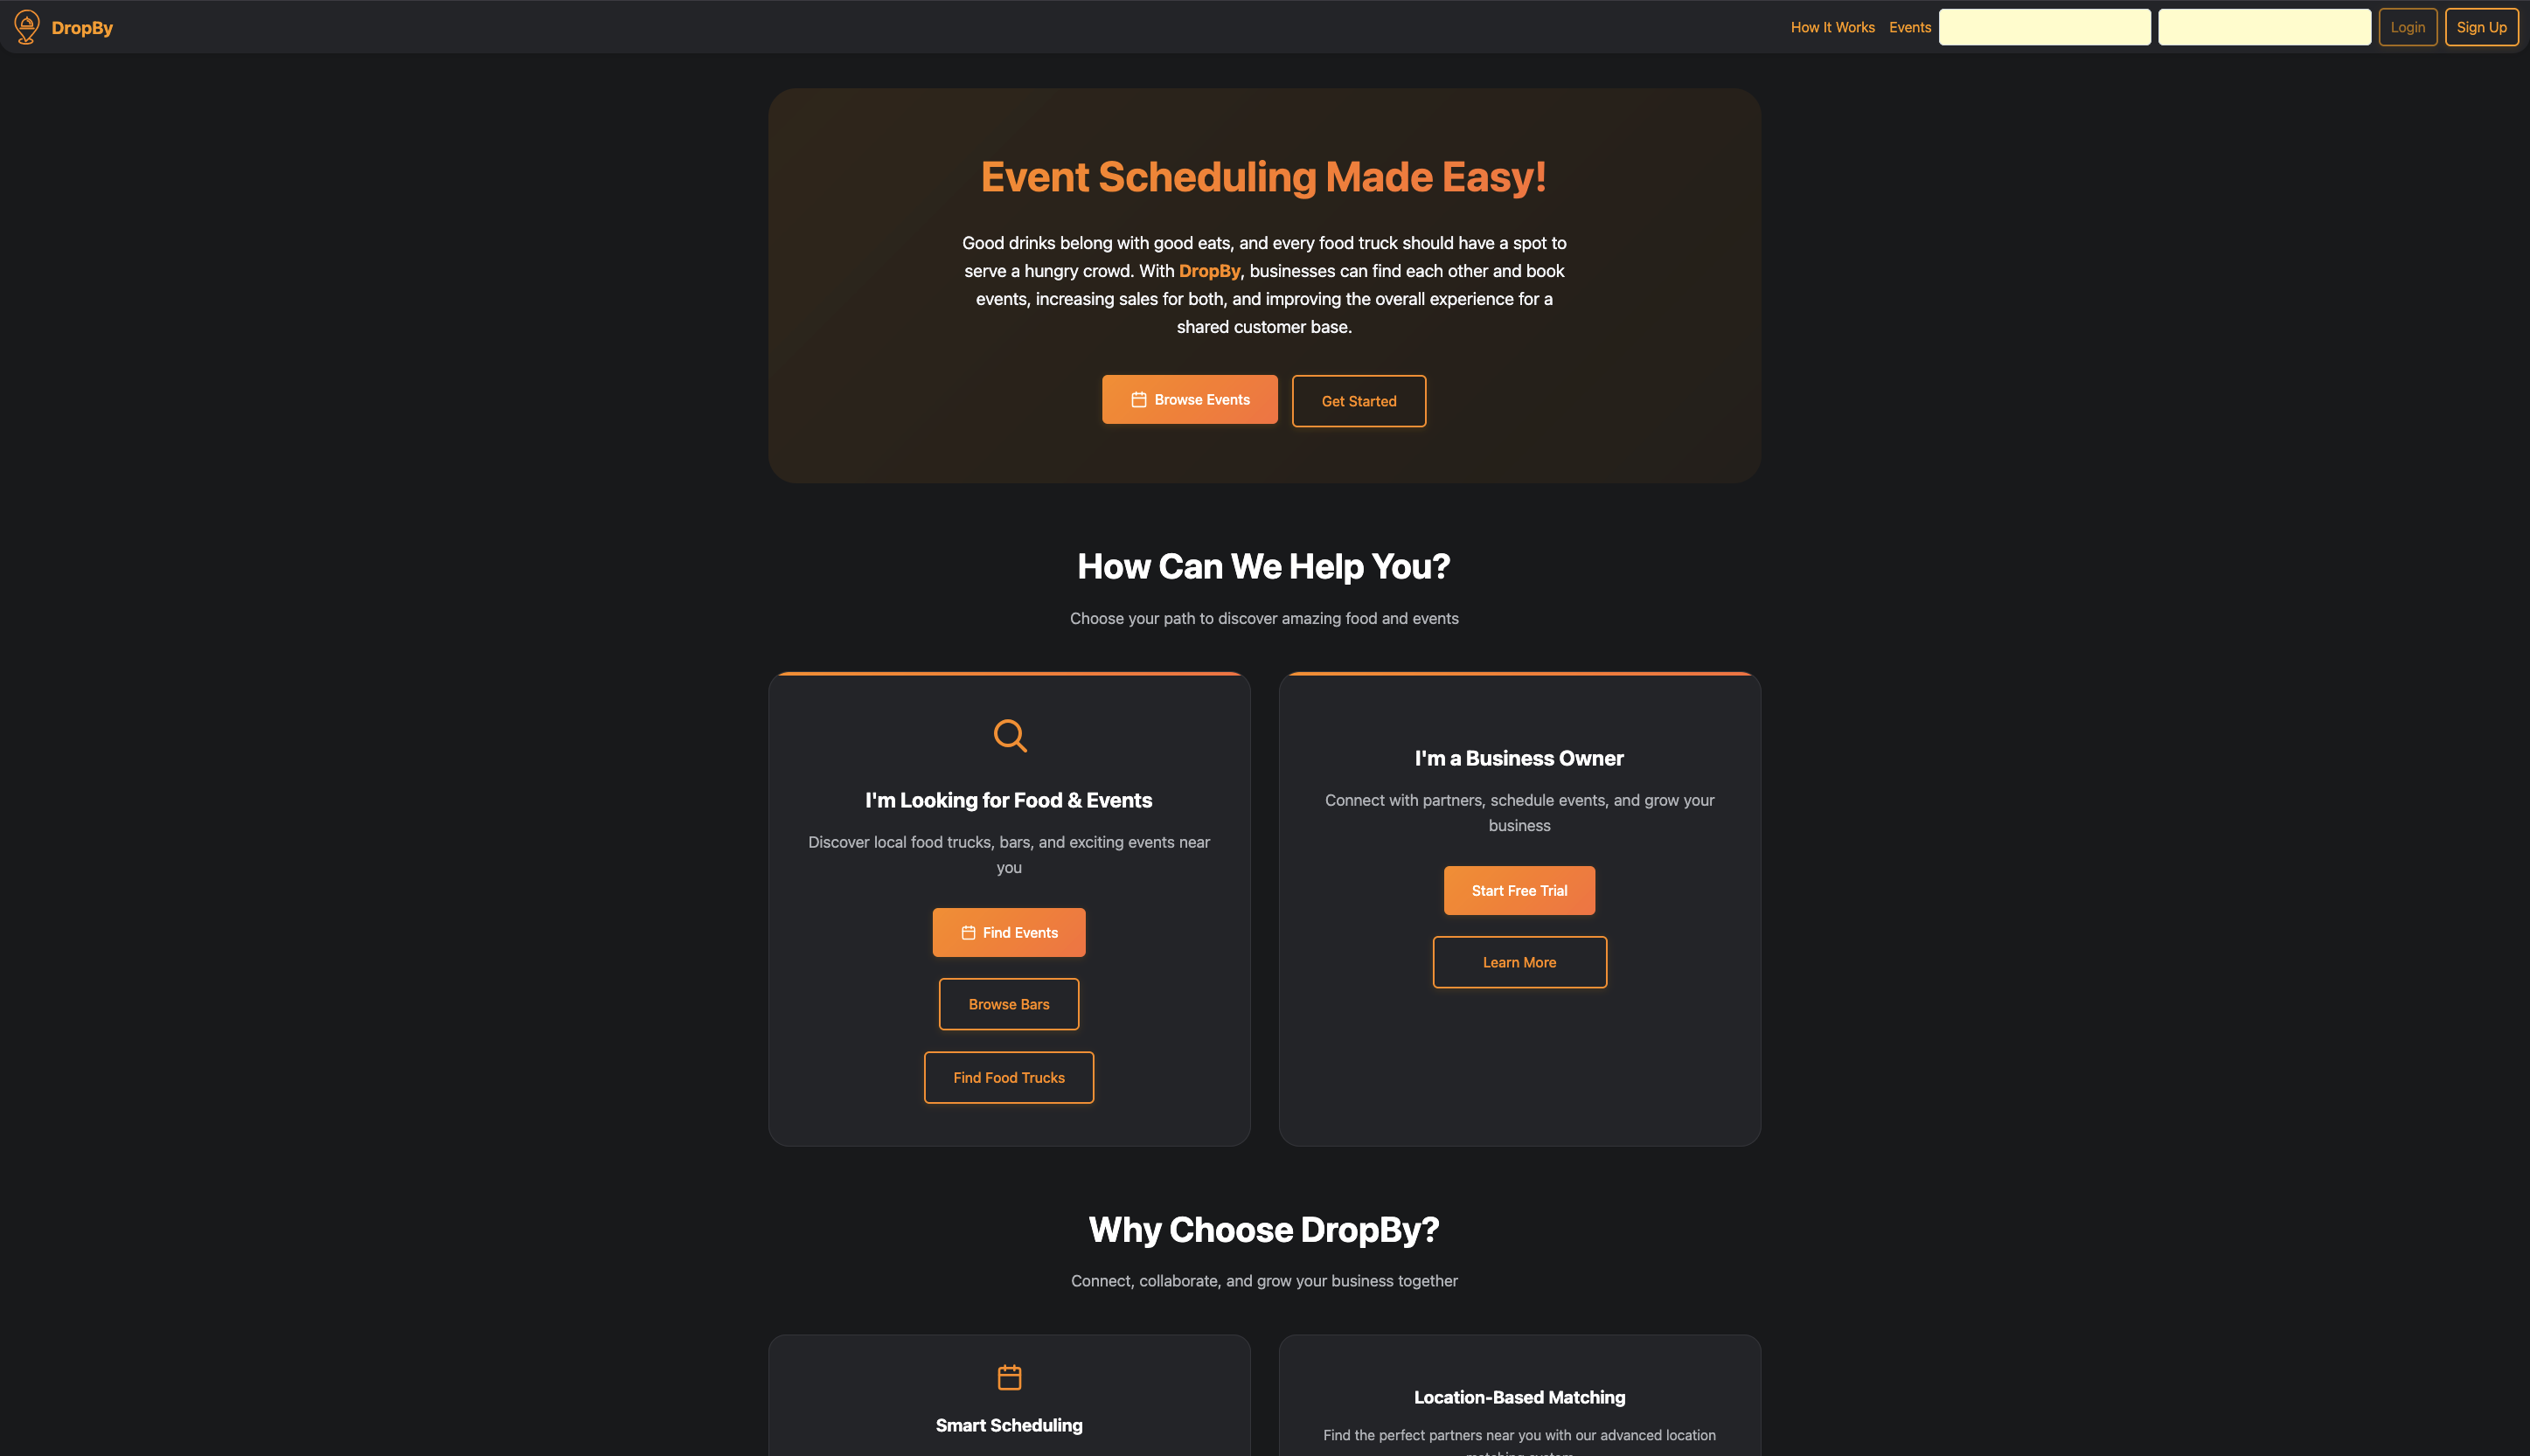 DropBy
How It Works
Events
Login
Sign Up
Event Scheduling Made Easy!
Good drinks belong with good eats, and every food truck should have a spot to
serve a hungry crowd. With DropBy, businesses can find each other and book
events, increasing sales for both, and improving the overall experience for a
shared customer base.
Browse Events
Get Started
How Can We Help You?
Choose your path to discover amazing food and events
I'm Looking for Food & Events
Discover local food trucks, bars, and exciting events near
you
Find Events
Browse Bars
Find Food Trucks
I'm a Business Owner
Connect with partners, schedule events, and grow your
business
Start Free Trial
Learn More
Why Choose DropBy?
Connect, collaborate, and grow your business together
Smart Scheduling
Location-Based Matching
Find the perfect partners near you with our advanced location
matching system